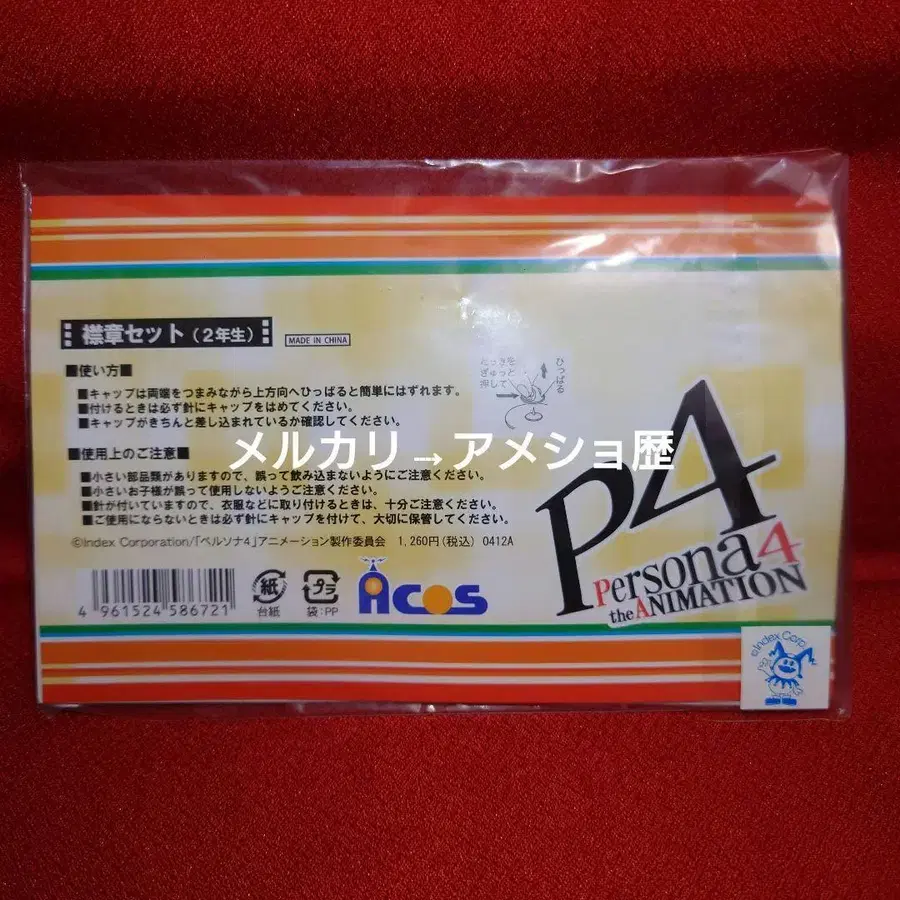 襟章セット(2年生)
MADE IN CHINA
■使い方■
■キャップは両端をつまみながら上方向へひっぱると簡単にはずれます。
■付けるときは必ず針にキャップをはめてください。
■キャップがきちんと差し込まれているか確認してください。
ぎゅっと
押して
ひっぱる
メルカリ→アメショ歴
■使用上のご注意■
■小さい部品類がありますので、誤って飲み込まないようにご注意ください。
■小さいお子様が誤って使用しないようご注意ください。
■針が付いていますので、衣服などに取り付けるときは、十分ご注意ください。
■ご使用にならないときは必ず針にキャップを付けて、大切に保管してください。
©Index Corporation/「ペルソナ4」アニメーション製作委員会 1,260円(税込) 0412A
4 961524 586721
紙
台紙
プラ
袋:PP
ACOS
P4
Persona4
the ANIMATION
©Index Corp.